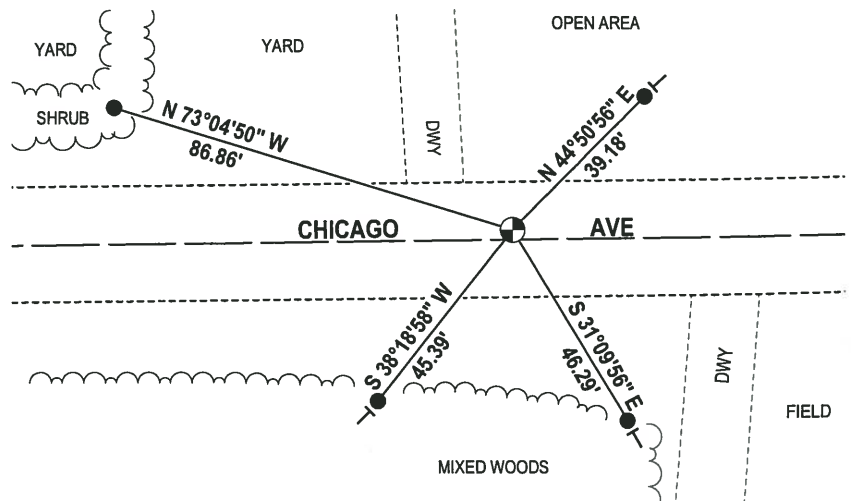 OPEN AREA
YARD
YARD
SHRUB
N 73°04'50" W
86.86'
DWY
N 44°50'56" E
39.18'
CHICAGO AVE
S 38°18'58" W
45.39'
S 31°09'56" E
46.29'
DWY
FIELD
MIXED WOODS